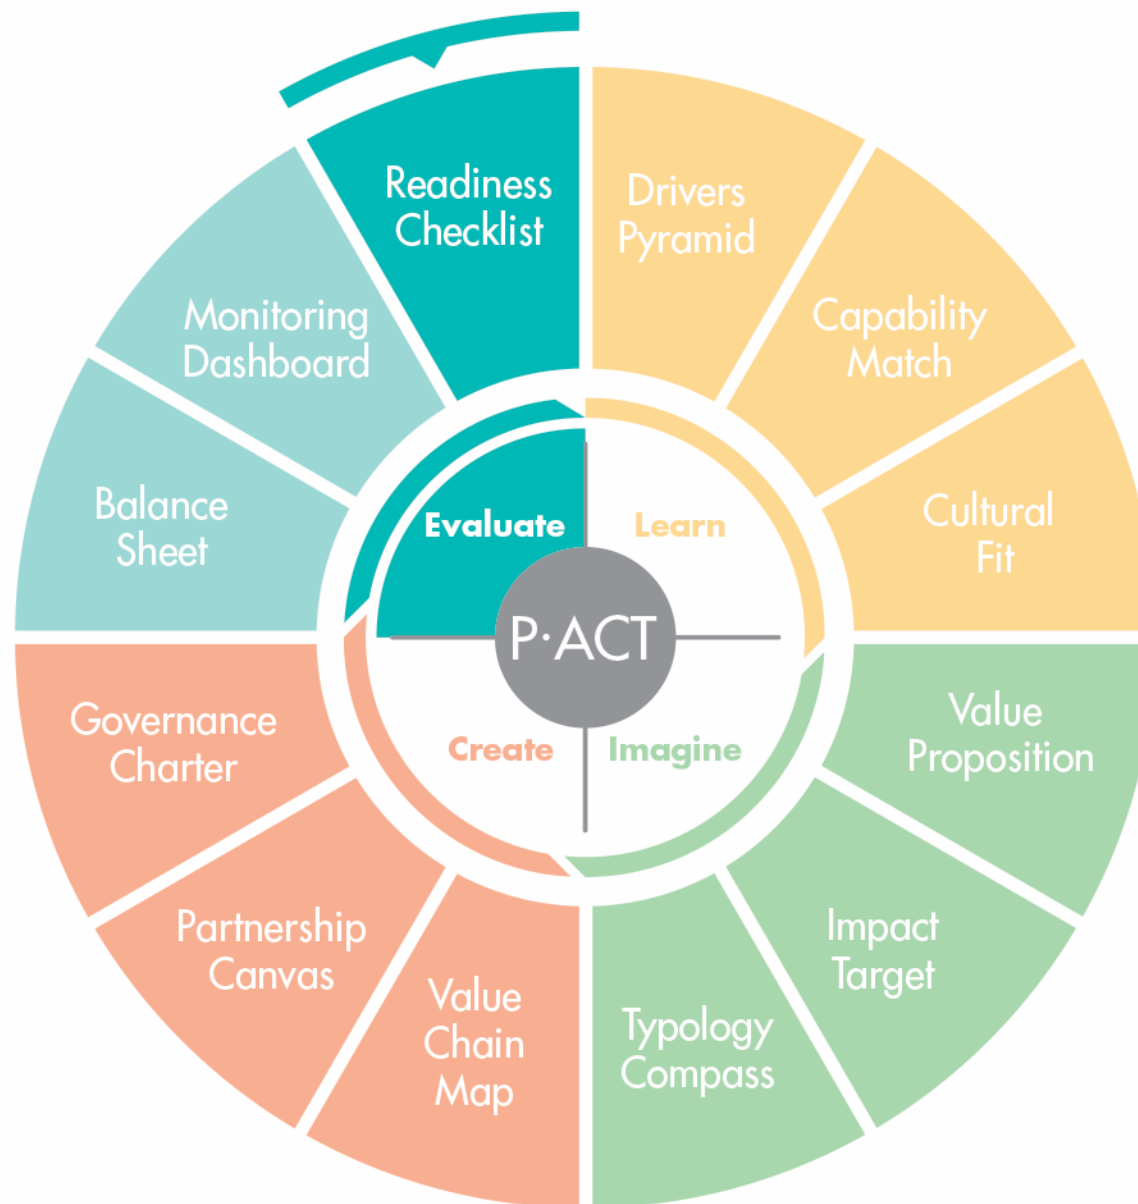 Readiness
Checklist
Drivers
Pyramid
Capability
Match
Cultural
Fit
Value
Proposition
Impact
Target
Typology
Compass
Value
Chain
Map
Partnership
Canvas
Governance
Charter
Balance
Sheet
Monitoring
Dashboard
Evaluate
Learn
P·ACT
Create
Imagine